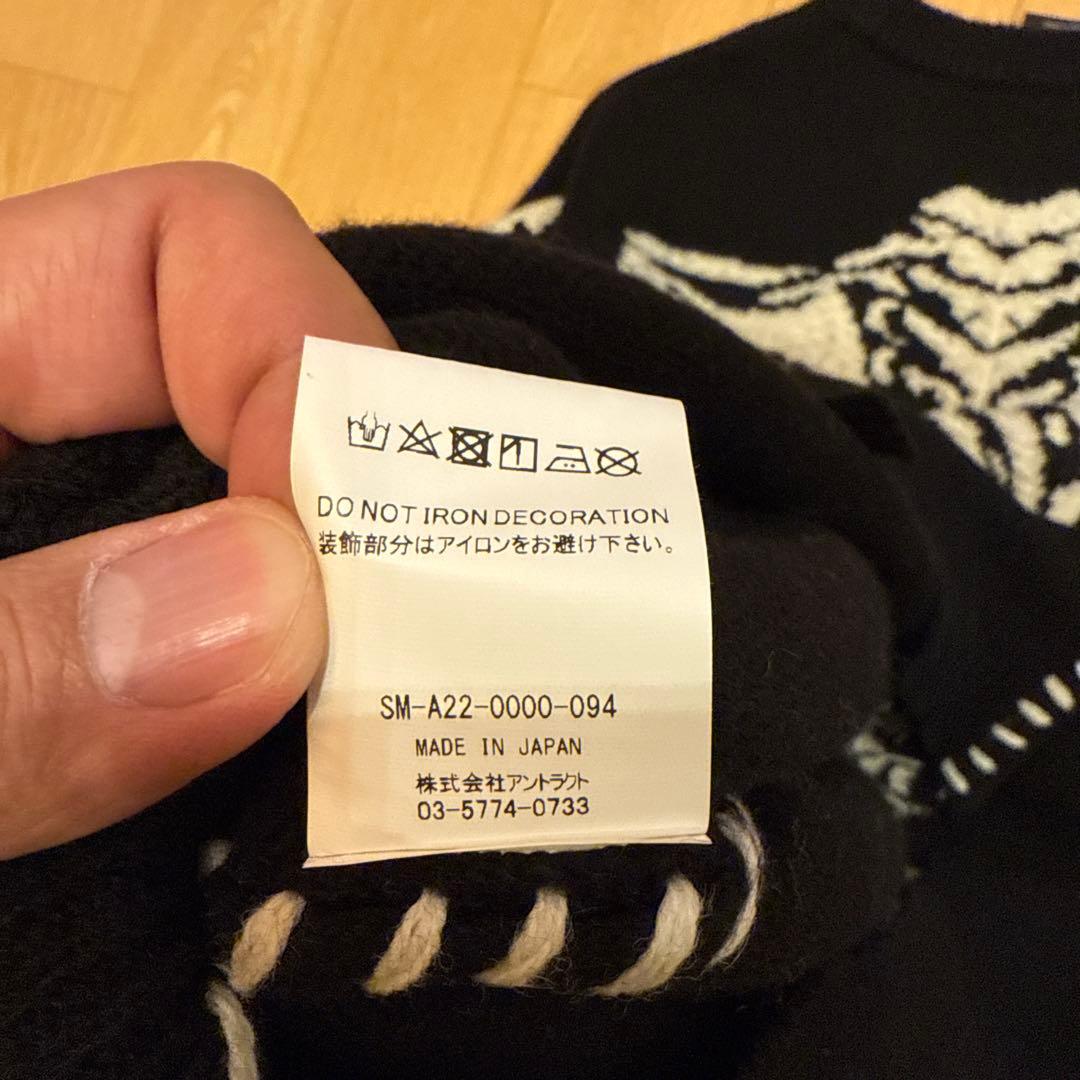 DO NOT IRON DECORATION
装飾部分はアイロンをお避け下さい。
SM-A22-0000-094
MADE IN JAPAN
株式会社アントラクト
03-5774-0733